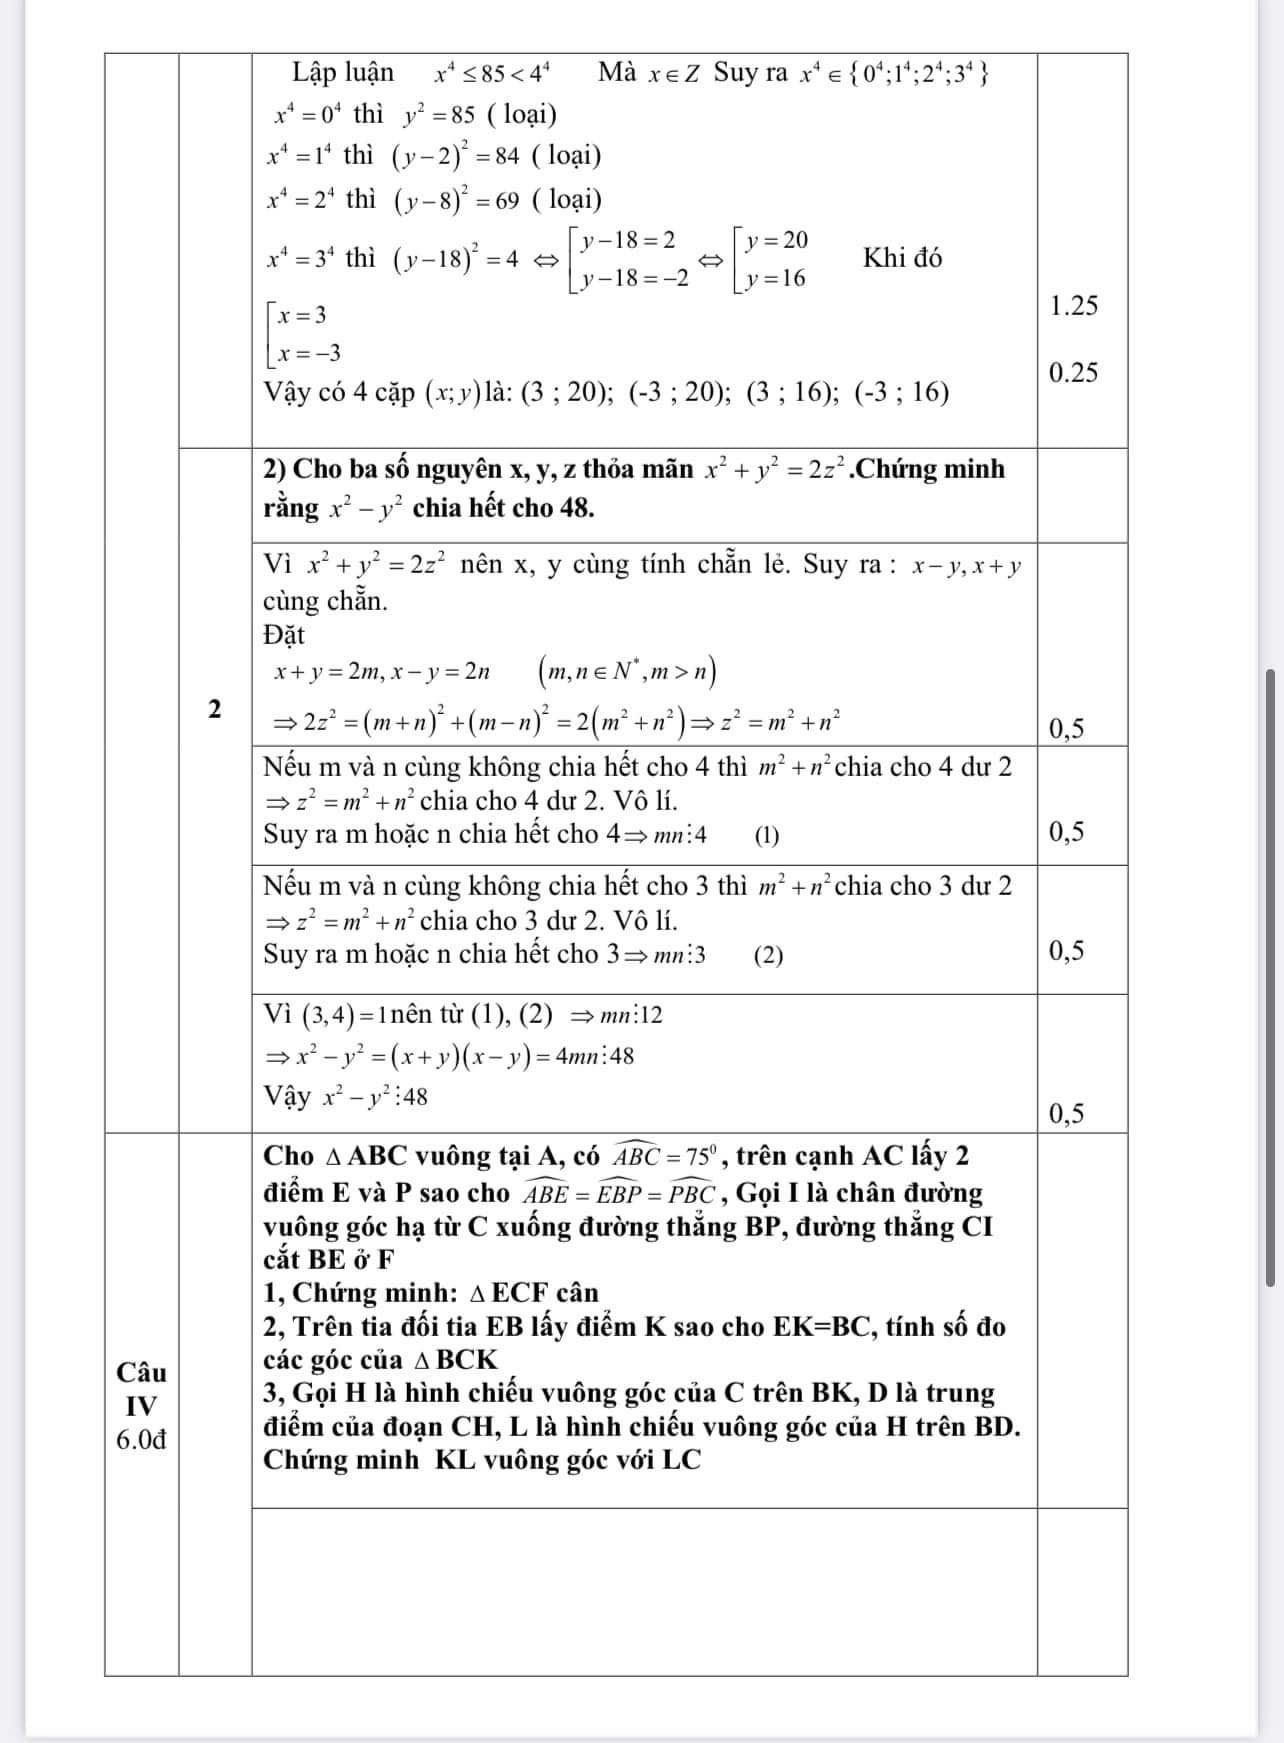 Lập luận x⁴ ≤ 85 < 4⁴ Mà x ∈ Z Suy ra x⁴ ∈ {0⁴;1⁴;2⁴;3⁴}
x⁴ = 0⁴ thì y² = 85 ( loại)
x⁴ = 1⁴ thì (y−2)² = 84 ( loại)
x⁴ = 2⁴ thì (y−8)² = 69 ( loại)
x⁴ = 3⁴ thì (y−18)² = 4 ⇔ [y−18 = 2 ; y−18 = −2 ⇔ [y = 20 ; y = 16 Khi đó
[x = 3
x = −3
1.25
Vậy có 4 cặp (x; y) là: (3 ; 20); (-3 ; 20); (3 ; 16); (-3 ; 16)
0.25
2
2) Cho ba số nguyên x, y, z thỏa mãn x² + y² = 2z².Chứng minh
rằng x² − y² chia hết cho 48.
Vì x² + y² = 2z² nên x, y cùng tính chẵn lẻ. Suy ra : x − y, x + y
cùng chẵn.
Đặt
x + y = 2m, x − y = 2n (m, n ∈ N*, m > n)
⇒ 2z² = (m+n)² + (m−n)² = 2(m² + n²) ⇒ z² = m² + n²
0,5
Nếu m và n cùng không chia hết cho 4 thì m² + n² chia cho 4 dư 2
⇒ z² = m² + n² chia cho 4 dư 2. Vô lí.
Suy ra m hoặc n chia hết cho 4 ⇒ mn⋮4 (1)
0,5
Nếu m và n cùng không chia hết cho 3 thì m² + n² chia cho 3 dư 2
⇒ z² = m² + n² chia cho 3 dư 2. Vô lí.
Suy ra m hoặc n chia hết cho 3 ⇒ mn⋮3 (2)
0,5
Vì (3,4) = 1 nên từ (1), (2) ⇒ mn⋮12
⇒ x² − y² = (x + y)(x − y) = 4mn⋮48
Vậy x² − y²⋮48
0,5
Câu
IV
6.0đ
Cho Δ ABC vuông tại A, có ABC = 75⁰, trên cạnh AC lấy 2
điểm E và P sao cho ABE = EBP = PBC, Gọi I là chân đường
vuông góc hạ từ C xuống đường thẳng BP, đường thẳng CI
cắt BE ở F
1, Chứng minh: Δ ECF cân
2, Trên tia đối tia EB lấy điểm K sao cho EK=BC, tính số đo
các góc của Δ BCK
3, Gọi H là hình chiếu vuông góc của C trên BK, D là trung
điểm của đoạn CH, L là hình chiếu vuông góc của H trên BD.
Chứng minh KL vuông góc với LC